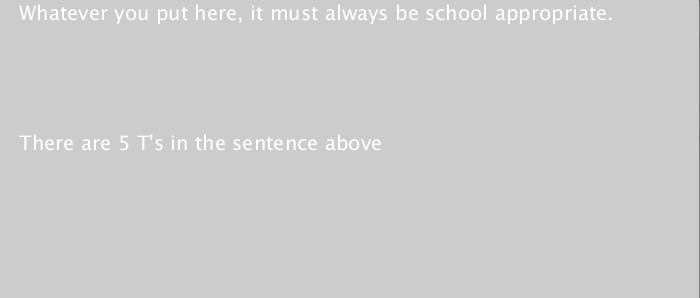 Whatever you put here, it must always be school appropriate.
There are 5 T's in the sentence above